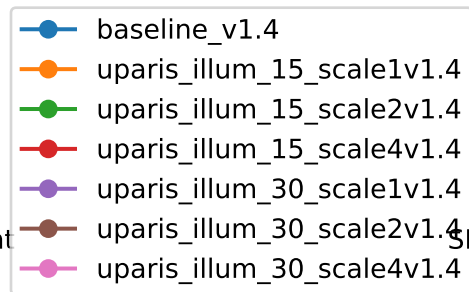 baseline_v1.4
uparis_illum_15_scale1v1.4
uparis_illum_15_scale2v1.4
uparis_illum_15_scale4v1.4
uparis_illum_30_scale1v1.4
uparis_illum_30_scale2v1.4
uparis_illum_30_scale4v1.4